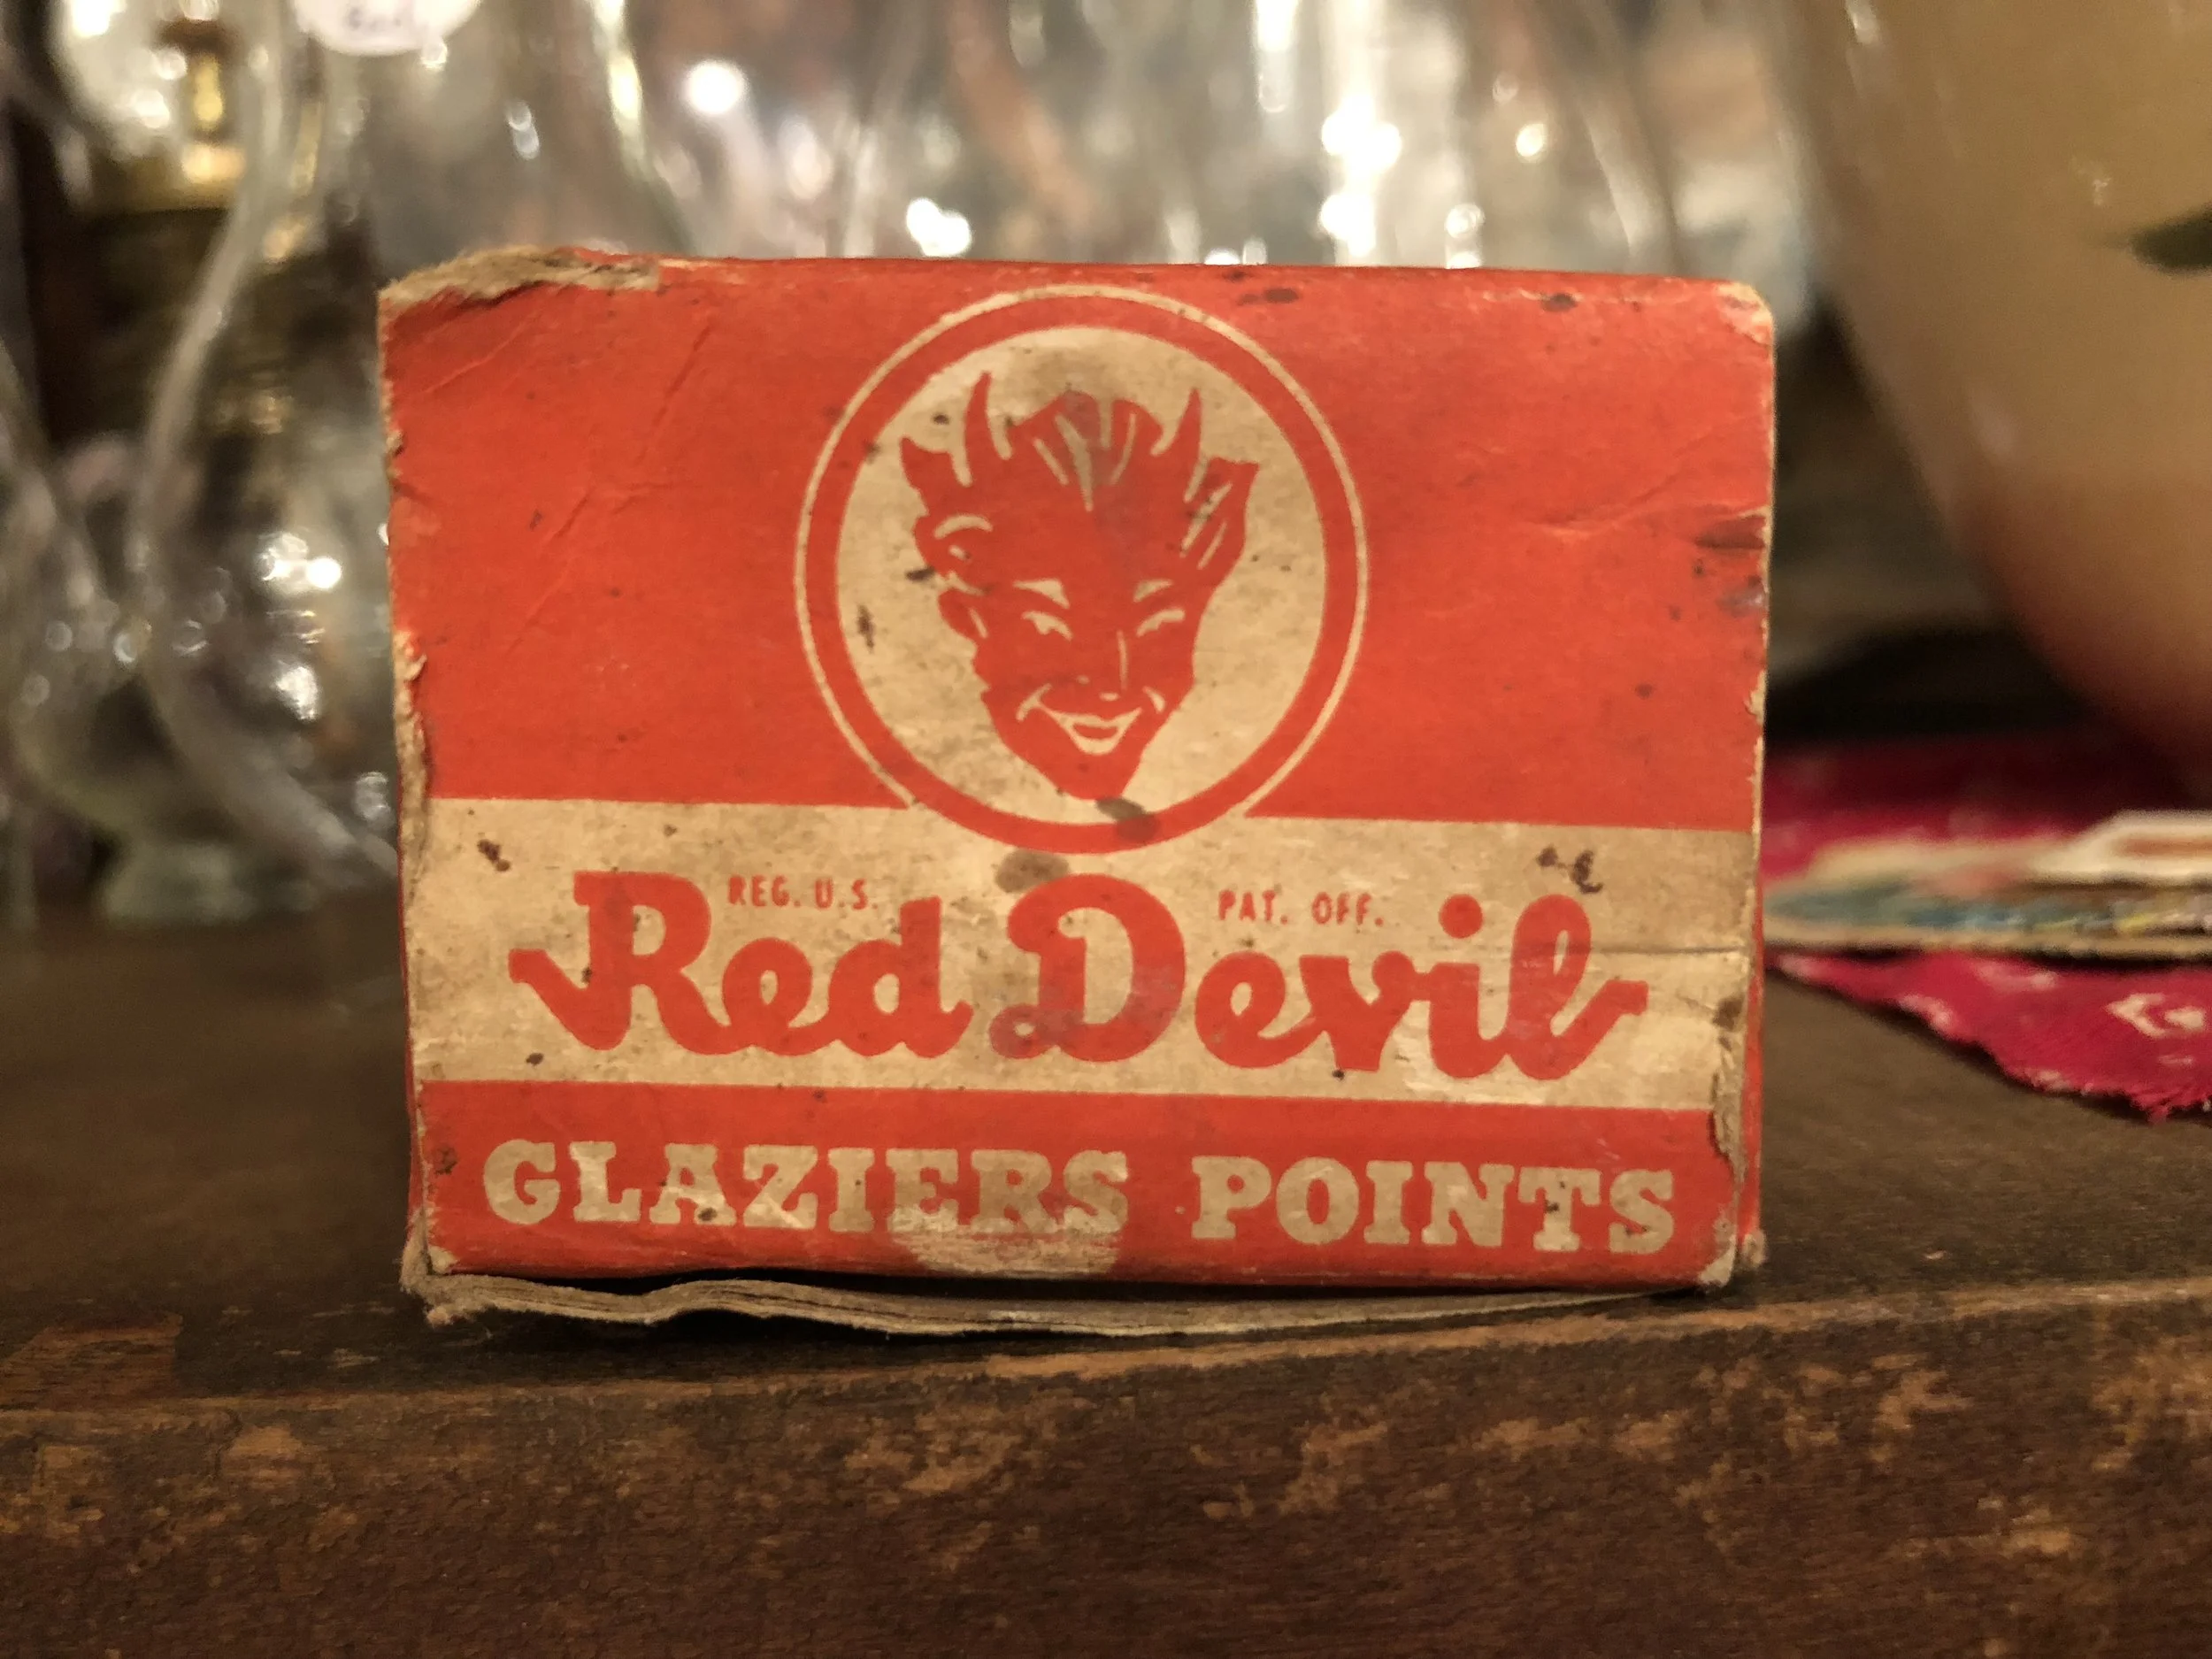 REG. U.S. PAT. OFF.
Red Devil
GLAZIERS POINTS